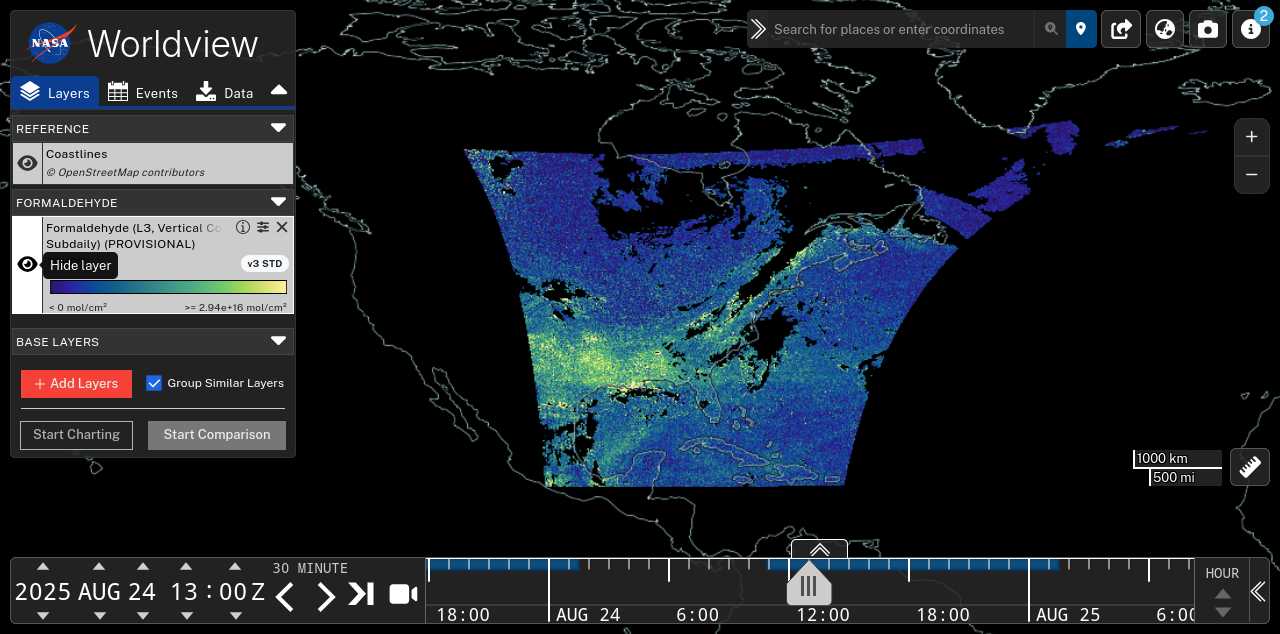 NASA
Worldview
Layers
Events
Data
REFERENCE
Coastlines
© OpenStreetMap contributors
FORMALDEHYDE
Formaldehyde (L3, Vertical Co
Subdaily) (PROVISIONAL)
Hide layer
v3 STD
< 0 mol/cm²
>= 2.94e+16 mol/cm²
BASE LAYERS
+ Add Layers
Group Similar Layers
Start Charting
Start Comparison
Search for places or enter coordinates
2
+
−
1000 km
500 mi
2025 AUG 24 13 : 00 Z
30 MINUTE
18:00
AUG 24
6:00
12:00
18:00
AUG 25
6:00
HOUR